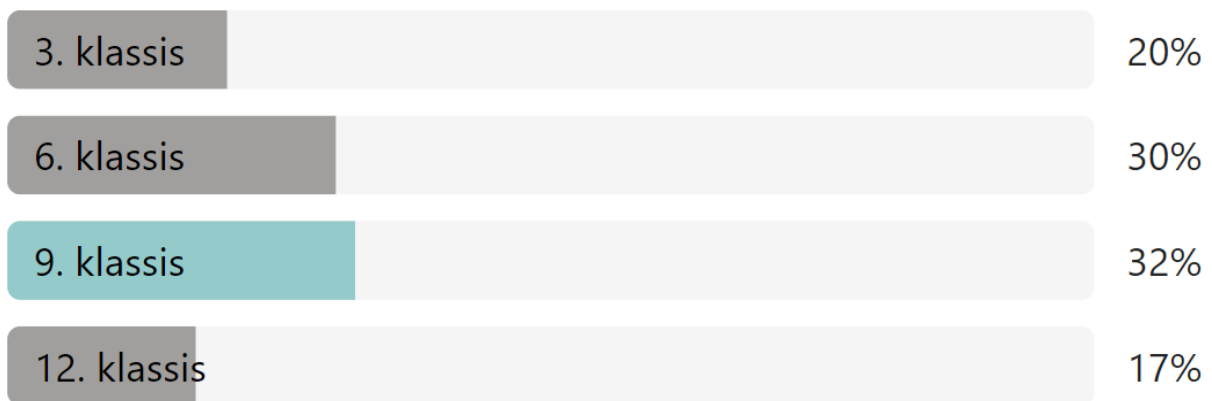 3. klassis 20%
6. klassis 30%
9. klassis 32%
12. klassis 17%